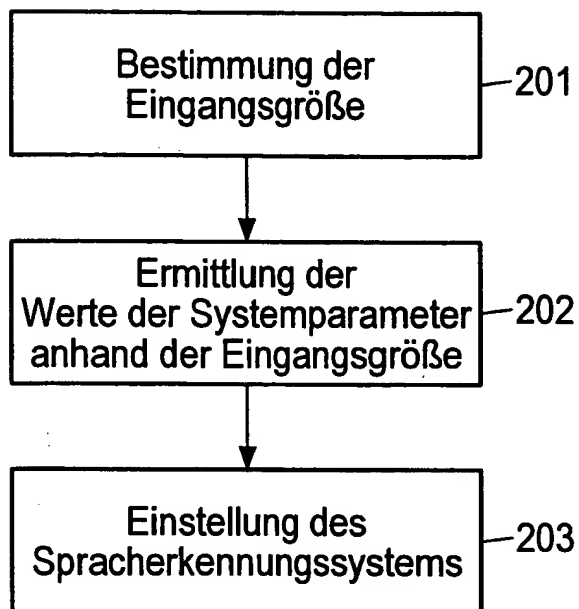 Bestimmung der
Eingangsgröße
201
Ermittlung der
Werte der Systemparameter
anhand der Eingangsgröße
202
Einstellung des
Spracherkennungssystems
203